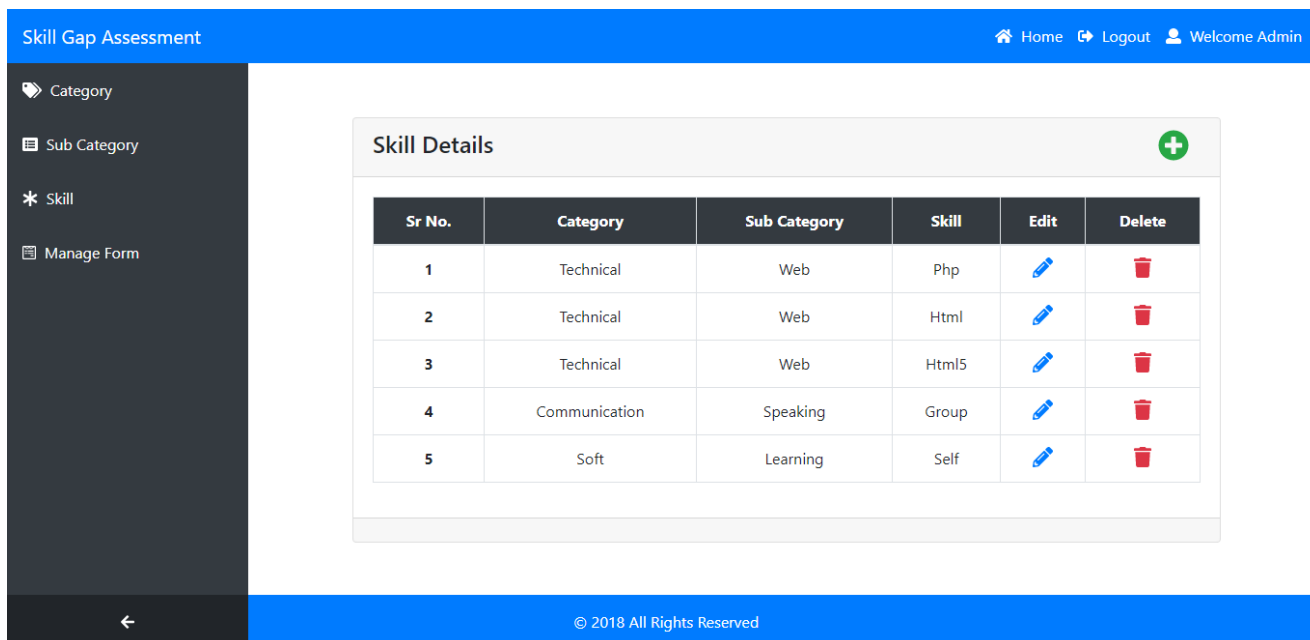 Skill Gap Assessment Home Logout Welcome Admin
Category
Sub Category
Skill
Manage Form
Skill Details
Sr No. Category Sub Category Skill Edit Delete
1 Technical Web Php
2 Technical Web Html
3 Technical Web Html5
4 Communication Speaking Group
5 Soft Learning Self
© 2018 All Rights Reserved